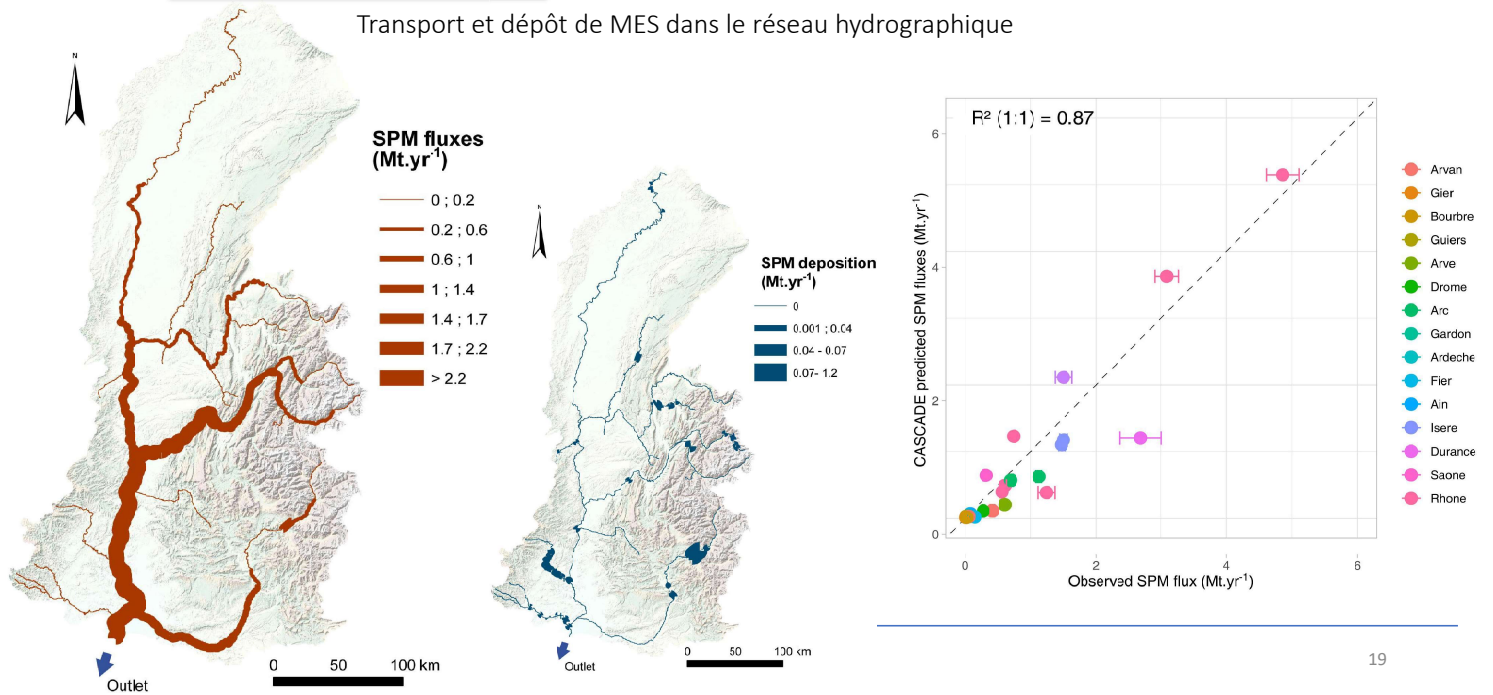 Transport et dépôt de MES dans le réseau hydrographique
N
SPM fluxes
(Mt.yr⁻¹)
0 ; 0.2
0.2 ; 0.6
0.6 ; 1
1 ; 1.4
1.4 ; 1.7
1.7 ; 2.2
> 2.2
0 50 100 km
Outlet
N
SPM deposition
(Mt.yr⁻¹)
0
0.001 ; 0.04
0.04 - 0.07
0.07- 1.2
0 50 100 km
Outlet
R² (1:1) = 0.87
CASCADE predicted SPM fluxes (Mt.yr⁻¹)
6
4
2
0
0 2 4 6
Observed SPM flux (Mt.yr⁻¹)
Arvan
Gier
Bourbre
Guiers
Arve
Drome
Arc
Gardon
Ardeche
Fier
Ain
Isere
Durance
Saone
Rhone
19